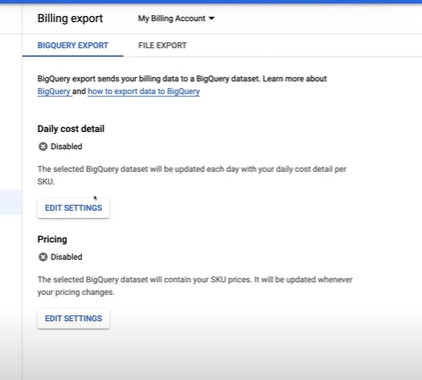 Billing export My Billing Account
BIGQUERY EXPORT FILE EXPORT
BigQuery export sends your billing data to a BigQuery dataset. Learn more about
BigQuery and how to export data to BigQuery
Daily cost detail
Disabled
The selected BigQuery dataset will be updated each day with your daily cost detail per
SKU.
EDIT SETTINGS
Pricing
Disabled
The selected BigQuery dataset will contain your SKU prices. It will be updated whenever
your pricing changes.
EDIT SETTINGS